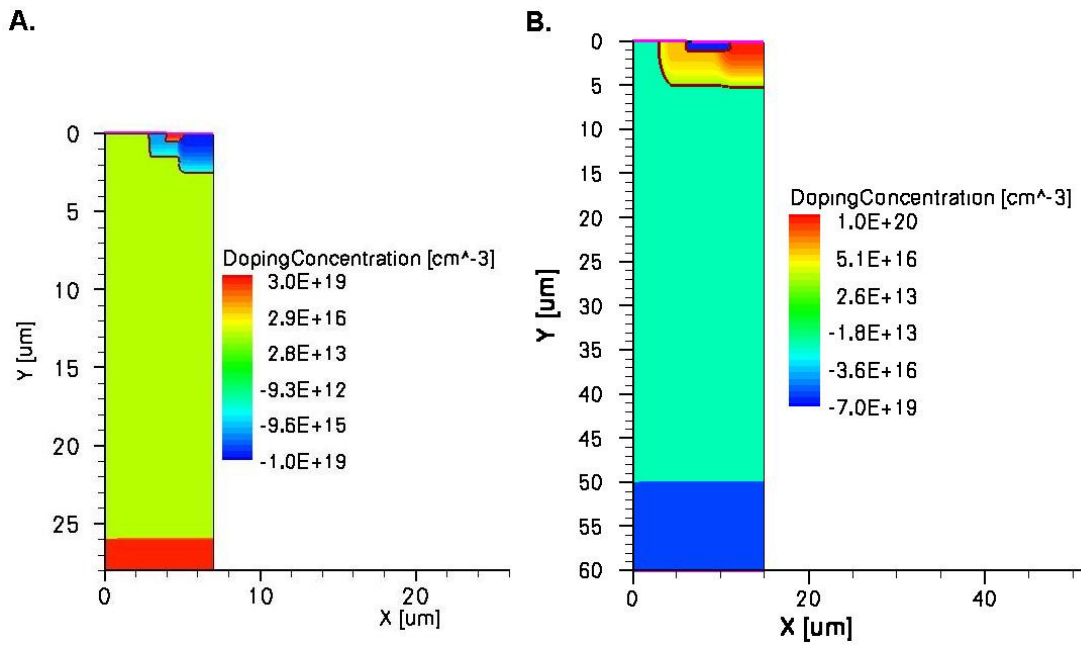 A.
0
5
10
15
20
25
Y [um]
0
10
20
X [um]
DopingConcentration [cm^-3]
3.0E+19
2.9E+16
2.8E+13
-9.3E+12
-9.6E+15
-1.0E+19
B.
0
5
10
15
20
25
30
35
40
45
50
55
60
Y [um]
0
20
40
X [um]
DopingConcentration [cm^-3]
1.0E+20
5.1E+16
2.6E+13
-1.8E+13
-3.6E+16
-7.0E+19